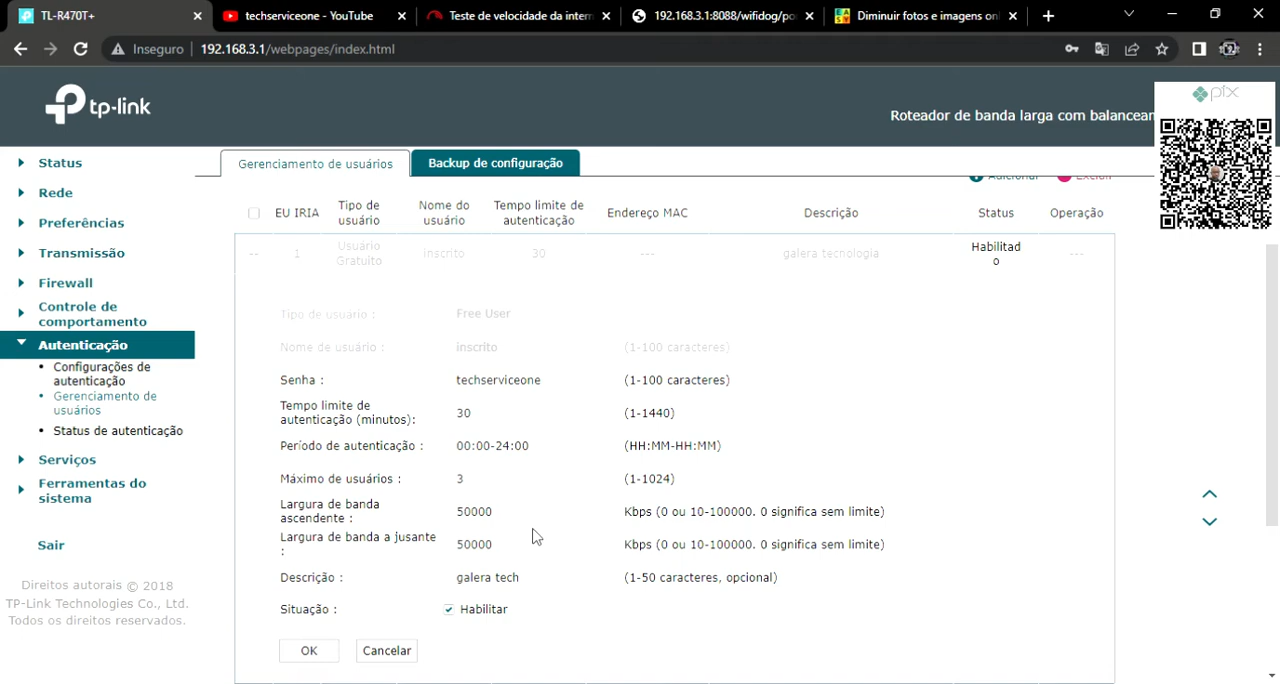 TL-R470T+
techserviceone - YouTube
Teste de velocidade da intern
192.168.3.1:8088/wifidog/po
Diminuir fotos e imagens onl
Inseguro
192.168.3.1/webpages/index.html
tp-link
Roteador de banda larga com balancean
pix
Status
Rede
Preferências
Transmissão
Firewall
Controle de
comportamento
Autenticação
Configurações de
autenticação
Gerenciamento de
usuários
Status de autenticação
Serviços
Ferramentas do
sistema
Sair
Direitos autorais © 2018
TP-Link Technologies Co., Ltd.
Todos os direitos reservados.
Gerenciamento de usuários
Backup de configuração
Adicionar
Excluir
EU IRIA
Tipo de
usuário
Nome do
usuário
Tempo limite de
autenticação
Endereço MAC
Descrição
Status
Operação
--
1
Usuário
Gratuito
inscrito
30
---
galera tecnologia
Habilitad
o
---
Tipo de usuário :
Free User
Nome de usuário :
inscrito
(1-100 caracteres)
Senha :
techserviceone
(1-100 caracteres)
Tempo limite de
autenticação (minutos):
30
(1-1440)
Período de autenticação :
00:00-24:00
(HH:MM-HH:MM)
Máximo de usuários :
3
(1-1024)
Largura de banda
ascendente :
50000
Kbps (0 ou 10-100000. 0 significa sem limite)
Largura de banda a jusante
:
50000
Kbps (0 ou 10-100000. 0 significa sem limite)
Descrição :
galera tech
(1-50 caracteres, opcional)
Situação :
Habilitar
OK
Cancelar